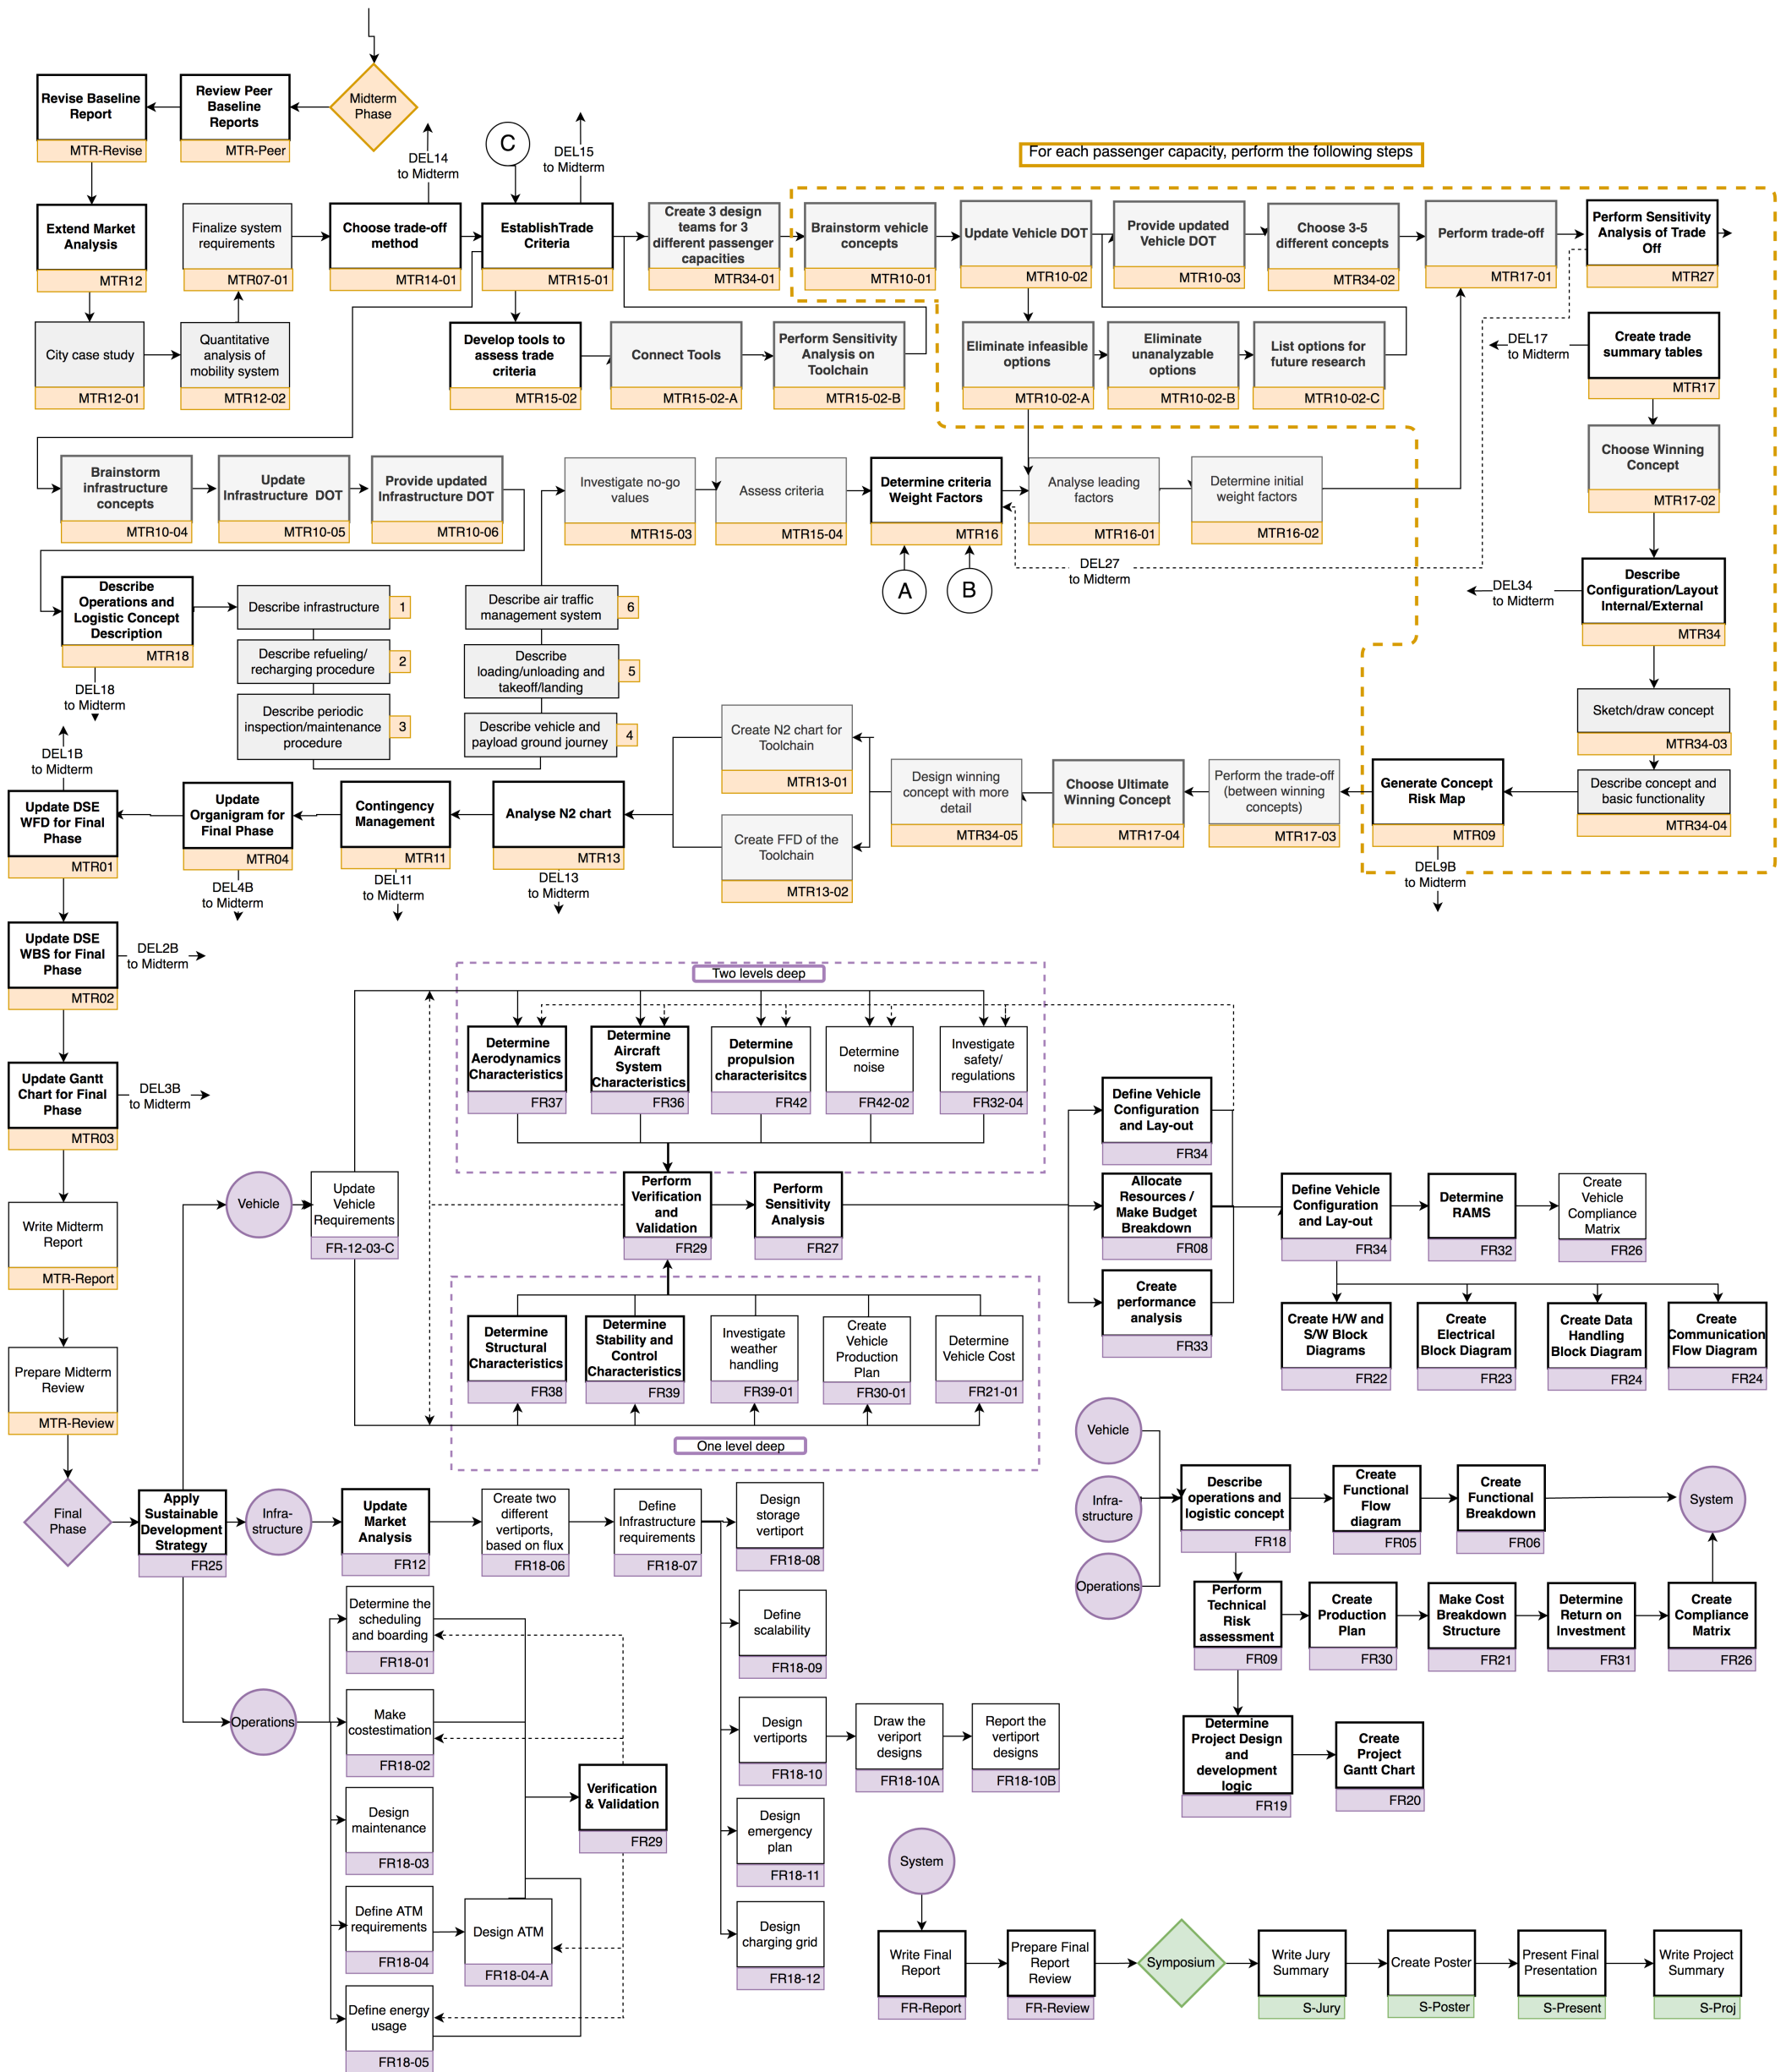 Midterm
Phase
Review Peer
Baseline
Reports
MTR-Peer
Revise Baseline
Report
MTR-Revise
Extend Market
Analysis
MTR12
City case study
MTR12-01
Quantitative
analysis of
mobility system
MTR12-02
Finalize system
requirements
MTR07-01
Choose trade-off
method
MTR14-01
DEL14
to Midterm
C
EstablishTrade
Criteria
MTR15-01
DEL15
to Midterm
Develop tools to
assess trade
criteria
MTR15-02
Connect Tools
MTR15-02-A
Perform Sensitivity
Analysis on
Toolchain
MTR15-02-B
Create 3 design
teams for 3
different passenger
capacities
MTR34-01
For each passenger capacity, perform the following steps
Brainstorm vehicle
concepts
MTR10-01
Update Vehicle DOT
MTR10-02
Provide updated
Vehicle DOT
MTR10-03
Choose 3-5
different concepts
MTR34-02
Perform trade-off
MTR17-01
Perform Sensitivity
Analysis of Trade
Off
MTR27
Eliminate infeasible
options
MTR10-02-A
Eliminate
unanalyzable
options
MTR10-02-B
List options for
future research
MTR10-02-C
DEL17
to Midterm
Create trade
summary tables
MTR17
Choose Winning
Concept
MTR17-02
Describe
Configuration/Layout
Internal/External
MTR34
DEL34
to Midterm
Sketch/draw concept
MTR34-03
Describe concept and
basic functionality
MTR34-04
Brainstorm
infrastructure
concepts
MTR10-04
Update
Infrastructure DOT
MTR10-05
Provide updated
Infrastructure DOT
MTR10-06
Investigate no-go
values
MTR15-03
Assess criteria
MTR15-04
Determine criteria
Weight Factors
MTR16
Analyse leading
factors
MTR16-01
Determine initial
weight factors
MTR16-02
A
B
DEL27
to Midterm
Describe
Operations and
Logistic Concept
Description
MTR18
DEL18
to Midterm
Describe infrastructure
1
Describe refueling/
recharging procedure
2
Describe periodic
inspection/maintenance
procedure
3
Describe air traffic
management system
6
Describe
loading/unloading and
takeoff/landing
5
Describe vehicle and
payload ground journey
4
Generate Concept
Risk Map
MTR09
DEL9B
to Midterm
Perform the trade-off
(between winning
concepts)
MTR17-03
Choose Ultimate
Winning Concept
MTR17-04
Design winning
concept with more
detail
MTR34-05
Create N2 chart for
Toolchain
MTR13-01
Create FFD of the
Toolchain
MTR13-02
Analyse N2 chart
MTR13
DEL13
to Midterm
Contingency
Management
MTR11
DEL11
to Midterm
Update
Organigram for
Final Phase
MTR04
DEL4B
to Midterm
DEL1B
to Midterm
Update DSE
WFD for Final
Phase
MTR01
Update DSE
WBS for Final
Phase
MTR02
DEL2B
to Midterm
Update Gantt
Chart for Final
Phase
MTR03
DEL3B
to Midterm
Write Midterm
Report
MTR-Report
Prepare Midterm
Review
MTR-Review
Final
Phase
Apply
Sustainable
Development
Strategy
FR25
Vehicle
Update
Vehicle
Requirements
FR-12-03-C
Two levels deep
Determine
Aerodynamics
Characteristics
FR37
Determine
Aircraft
System
Characteristics
FR36
Determine
propulsion
characterisitcs
FR42
Determine
noise
FR42-02
Investigate
safety/
regulations
FR32-04
Perform
Verification
and
Validation
FR29
Perform
Sensitivity
Analysis
FR27
Determine
Structural
Characteristics
FR38
Determine
Stability and
Control
Characteristics
FR39
Investigate
weather
handling
FR39-01
Create
Vehicle
Production
Plan
FR30-01
Determine
Vehicle Cost
FR21-01
One level deep
Define Vehicle
Configuration
and Lay-out
FR34
Allocate
Resources /
Make Budget
Breakdown
FR08
Create
performance
analysis
FR33
Define Vehicle
Configuration
and Lay-out
FR34
Determine
RAMS
FR32
Create
Vehicle
Compliance
Matrix
FR26
Create H/W and
S/W Block
Diagrams
FR22
Create
Electrical
Block Diagram
FR23
Create Data
Handling
Block Diagram
FR24
Create
Communication
Flow Diagram
FR24
Infra-
structure
Update
Market
Analysis
FR12
Create two
different
vertiports,
based on flux
FR18-06
Define
Infrastructure
requirements
FR18-07
Design
storage
vertiport
FR18-08
Define
scalability
FR18-09
Design
vertiports
FR18-10
Draw the
veriport
designs
FR18-10A
Report the
vertiport
designs
FR18-10B
Design
emergency
plan
FR18-11
Design
charging grid
FR18-12
Operations
Determine the
scheduling
and boarding
FR18-01
Make
costestimation
FR18-02
Design
maintenance
FR18-03
Define ATM
requirements
FR18-04
Design ATM
FR18-04-A
Define energy
usage
FR18-05
Verification
& Validation
FR29
Vehicle
Infra-
structure
Operations
Describe
operations and
logistic concept
FR18
Create
Functional
Flow
diagram
FR05
Create
Functional
Breakdown
FR06
System
Perform
Technical
Risk
assessment
FR09
Create
Production
Plan
FR30
Make Cost
Breakdown
Structure
FR21
Determine
Return on
Investment
FR31
Create
Compliance
Matrix
FR26
Determine
Project Design
and
development
logic
FR19
Create
Project
Gantt Chart
FR20
System
Write Final
Report
FR-Report
Prepare Final
Report
Review
FR-Review
Symposium
Write Jury
Summary
S-Jury
Create Poster
S-Poster
Present Final
Presentation
S-Present
Write Project
Summary
S-Proj